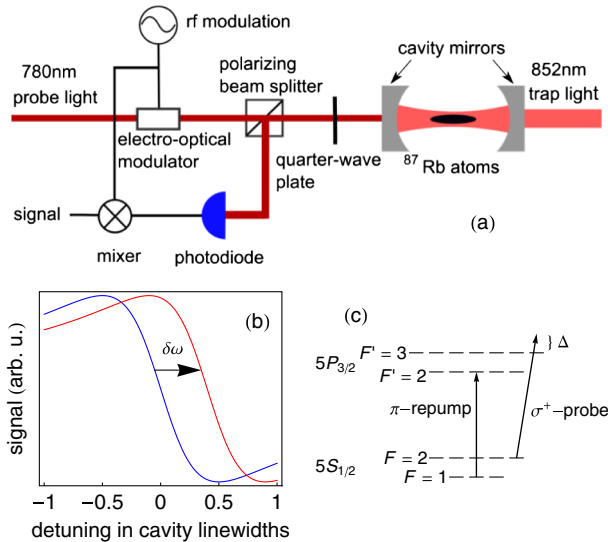 rf modulation
780nm
probe light
polarizing
beam splitter
cavity mirrors
852nm
trap light
electro-optical
modulator
quarter-wave
plate
⁸⁷Rb atoms
signal
mixer
photodiode
(a)
(b)
δω
signal (arb. u.)
−1 −0.5 0 0.5 1
detuning in cavity linewidths
(c)
F' = 3
} Δ
5P3/2
F' = 2
π−repump
σ⁺−probe
5S1/2
F = 2
F = 1